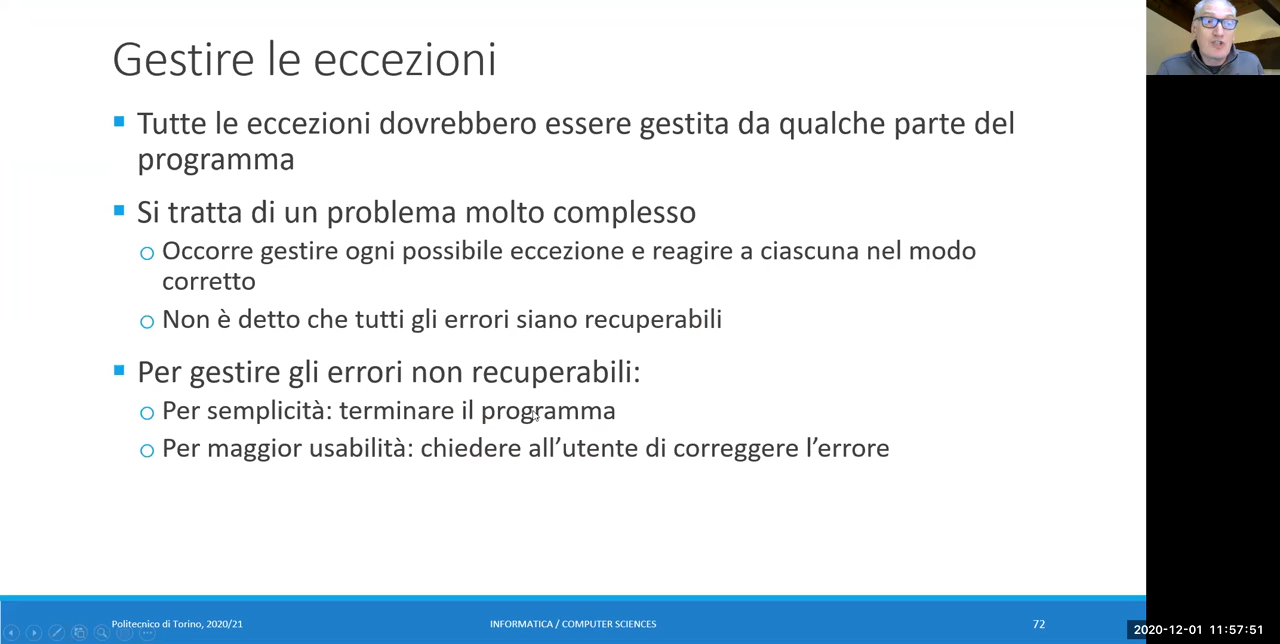 Gestire le eccezioni
Tutte le eccezioni dovrebbero essere gestita da qualche parte del
programma
Si tratta di un problema molto complesso
Occorre gestire ogni possibile eccezione e reagire a ciascuna nel modo
corretto
Non è detto che tutti gli errori siano recuperabili
Per gestire gli errori non recuperabili:
Per semplicità: terminare il programma
Per maggior usabilità: chiedere all’utente di correggere l’errore
Politecnico di Torino, 2020/21
INFORMATICA / COMPUTER SCIENCES
72
2020-12-01 11:57:51